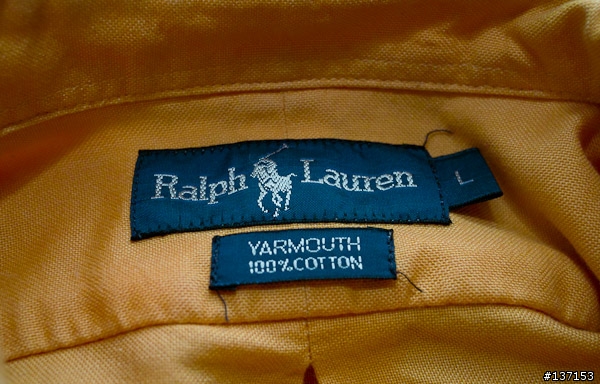 Ralph Lauren
L
YARMOUTH
100% COTTON
#137153